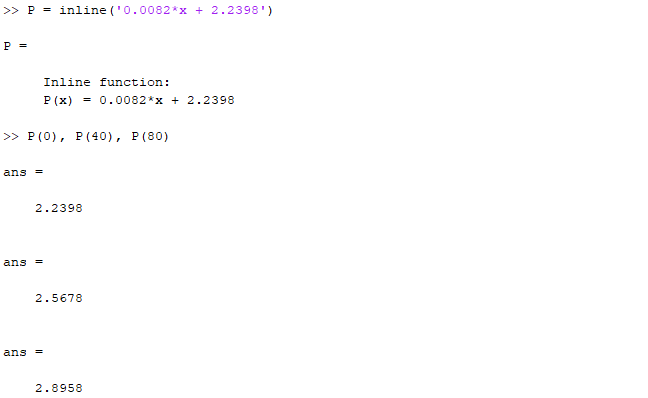 >> P = inline('0.0082*x + 2.2398')
P =
Inline function:
P(x) = 0.0082*x + 2.2398
>> P(0), P(40), P(80)
ans =
2.2398
ans =
2.5678
ans =
2.8958